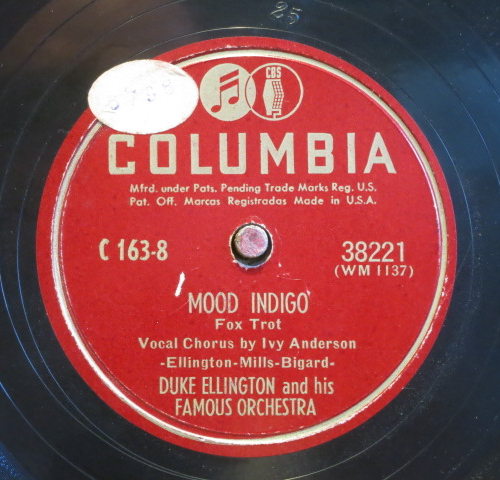 25
CBS
COLUMBIA
Mfrd. under Pats. Pending Trade Marks Reg. U.S.
Pat. Off. Marcas Registradas Made in U.S.A.
C 163-8
38221
(WM 1137)
MOOD INDIGO
Fox Trot
Vocal Chorus by Ivy Anderson
-Ellington-Mills-Bigard-
DUKE ELLINGTON and his
FAMOUS ORCHESTRA